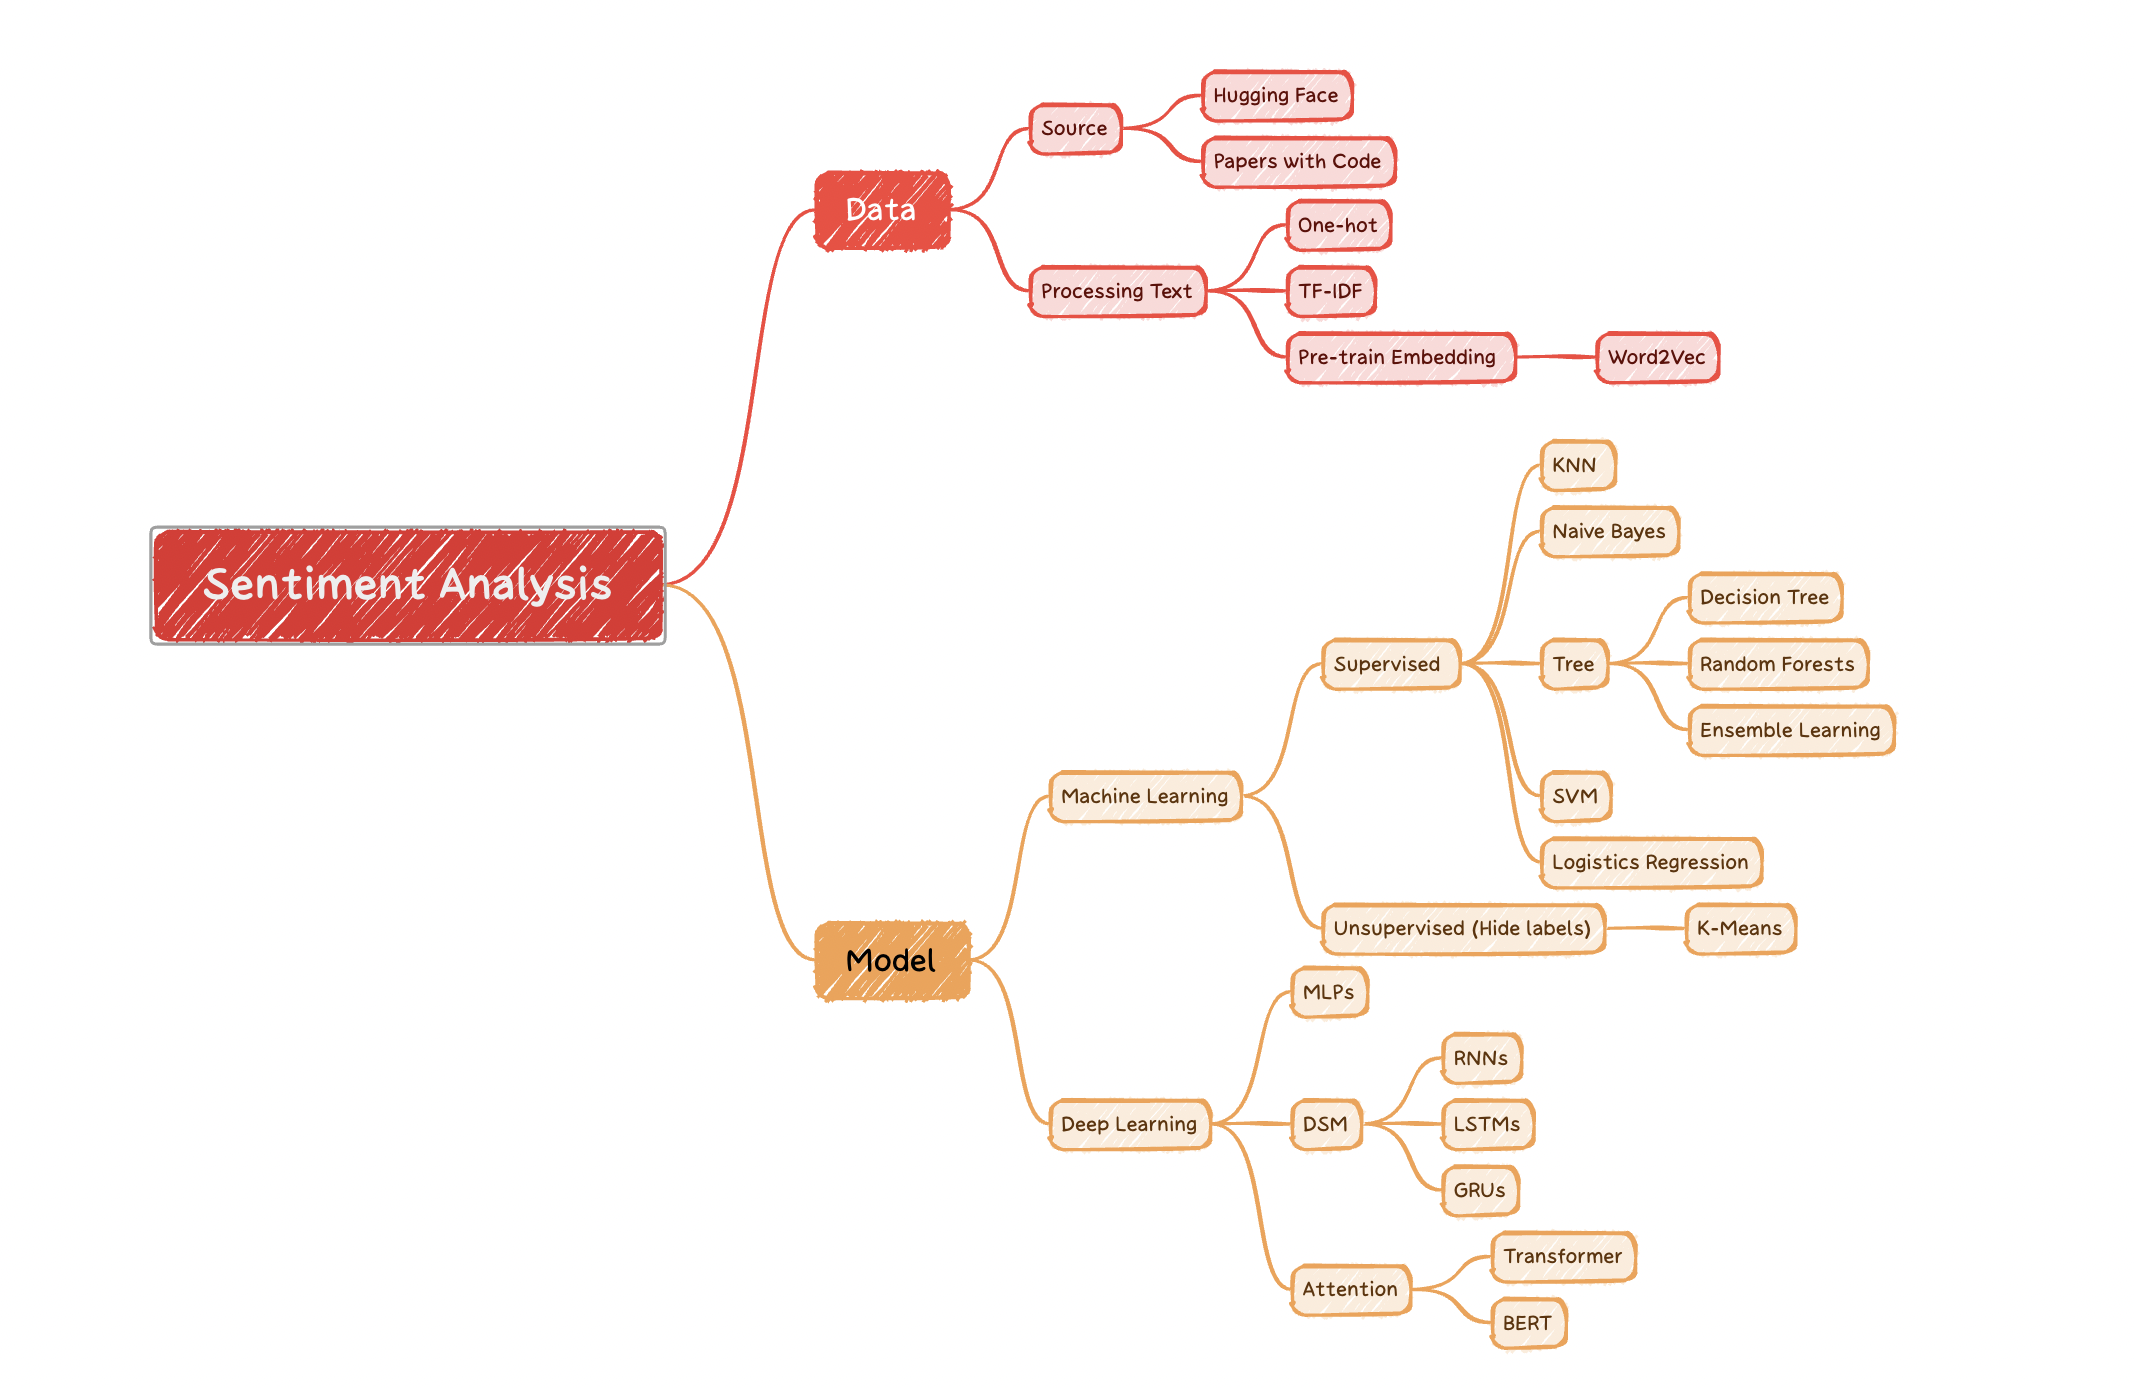 Sentiment Analysis
Data
Source
Hugging Face
Papers with Code
Processing Text
One-hot
TF-IDF
Pre-train Embedding
Word2Vec
Model
Machine Learning
Supervised
KNN
Naive Bayes
Tree
Decision Tree
Random Forests
Ensemble Learning
SVM
Logistics Regression
Unsupervised (Hide labels)
K-Means
Deep Learning
MLPs
DSM
RNNs
LSTMs
GRUs
Attention
Transformer
BERT